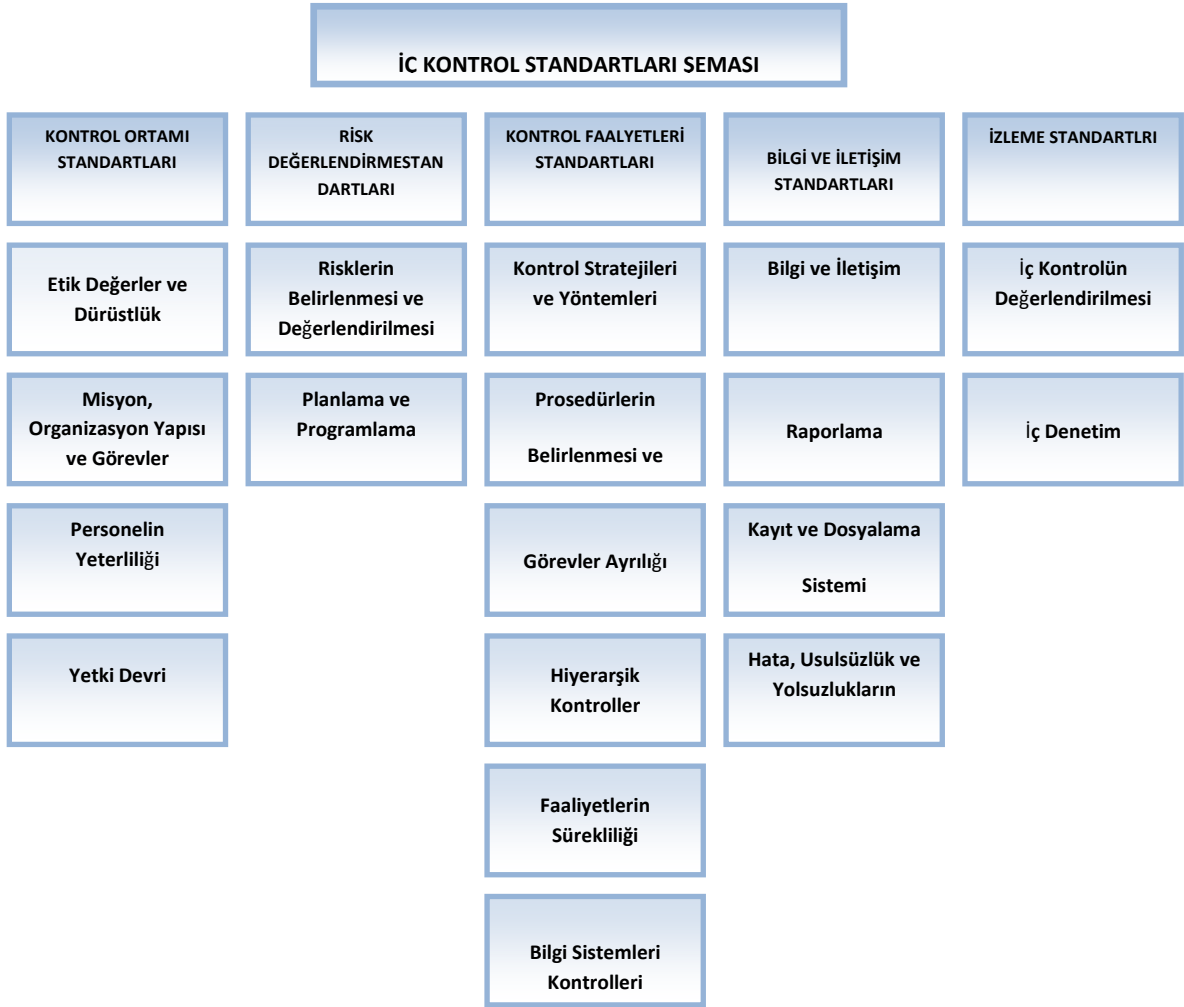 İC KONTROL STANDARTLARI SEMASI
KONTROL ORTAMI
STANDARTLARI
RİSK
DEĞERLENDİRMESTAN
DARTLARI
KONTROL FAALYETLERİ
STANDARTLARI
BİLGİ VE İLETİŞİM
STANDARTLARI
İZLEME STANDARTLRI
Etik Değerler ve
Dürüstlük
Risklerin
Belirlenmesi ve
Değerlendirilmesi
Kontrol Stratejileri
ve Yöntemleri
Bilgi ve İletişim
İç Kontrolün
Değerlendirilmesi
Misyon,
Organizasyon Yapısı
ve Görevler
Planlama ve
Programlama
Prosedürlerin
Belirlenmesi ve
Raporlama
İç Denetim
Personelin
Yeterliliği
Görevler Ayrılığı
Kayıt ve Dosyalama
Sistemi
Yetki Devri
Hiyerarşik
Kontroller
Hata, Usulsüzlük ve
Yolsuzlukların
Faaliyetlerin
Sürekliliği
Bilgi Sistemleri
Kontrolleri